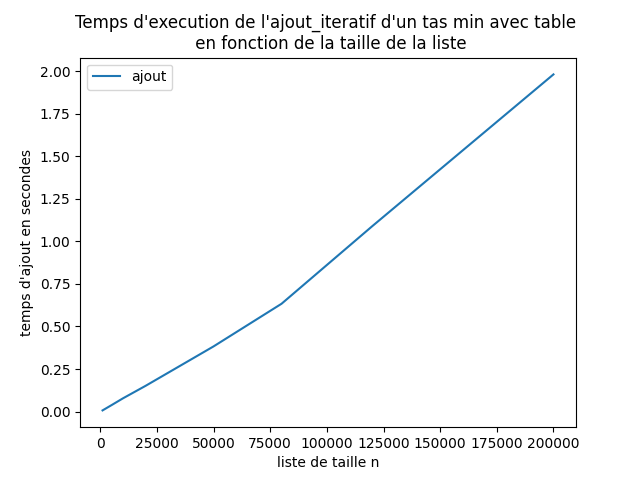 Temps d'execution de l'ajout_iteratif d'un tas min avec table
en fonction de la taille de la liste
ajout
2.00
1.75
1.50
1.25
1.00
0.75
0.50
0.25
0.00
temps d'ajout en secondes
0 25000 50000 75000 100000 125000 150000 175000 200000
liste de taille n